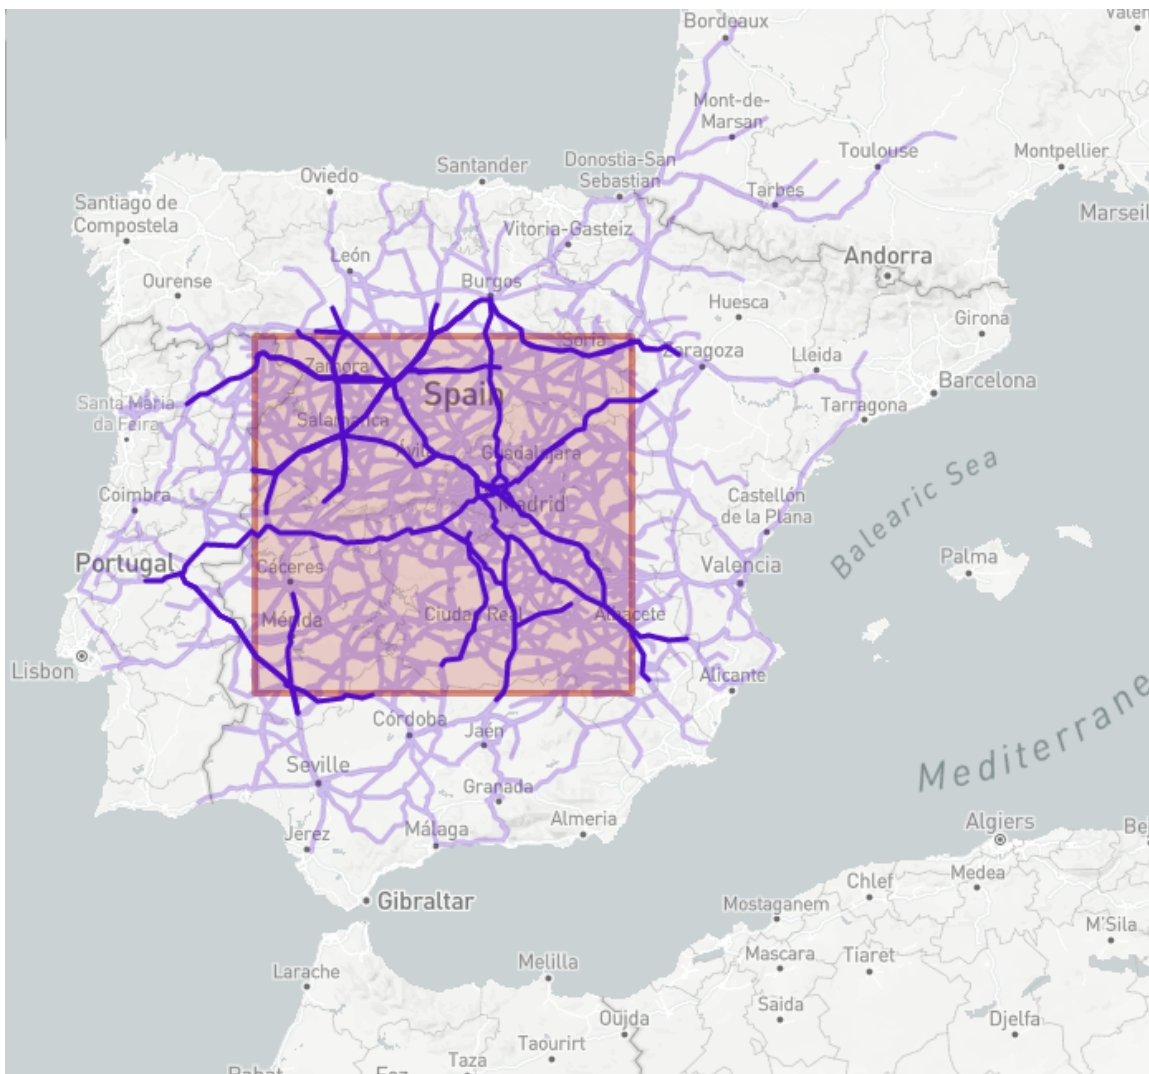 Bordeaux
Mont-de-
Marsan
Donostia-San
Sebastian
Toulouse
Montpellier
Tarbes
Marseil
Oviedo
Santander
Santiago de
Compostela
Vitoria-Gasteiz
León
Andorra
Ourense
Burgos
Huesca
Girona
Soria
Zaragoza
Lleida
Zamora
Spain
Barcelona
Santa Maria
da Feira
Salamanca
Tarragona
Ávila
Guadalajara
Coimbra
Madrid
Castellón
de la Plana
Balearic Sea
Portugal
Cáceres
Valencia
Palma
Mérida
Ciudad Real
Albacete
Lisbon
Alicante
Córdoba
Jaén
Mediterrane
Seville
Granada
Jerez
Málaga
Almeria
Algiers
Gibraltar
Chlef
Medea
Mostaganem
M'Sila
Larache
Melilla
Mascara
Tiaret
Saida
Oujda
Djelfa
Taourirt
Taza